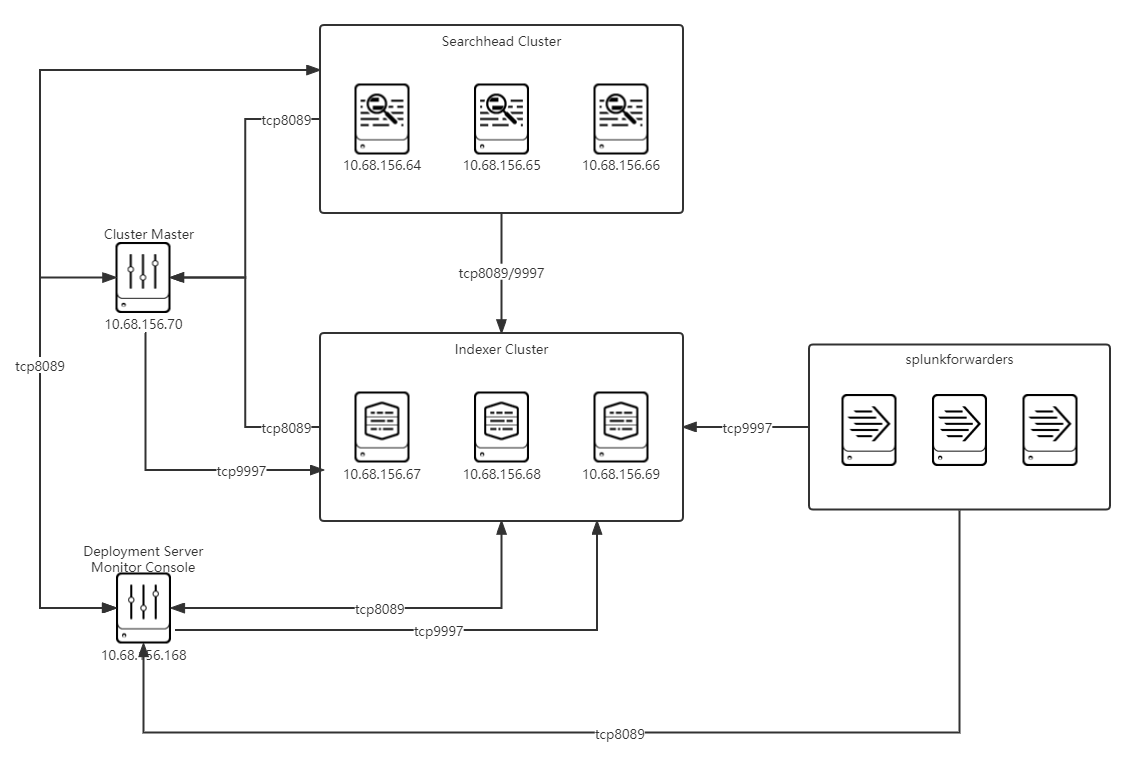 Searchhead Cluster
tcp8089
10.68.156.64
10.68.156.65
10.68.156.66
Cluster Master
tcp8089/9997
10.68.156.70
Indexer Cluster
splunkforwarders
tcp8089
tcp8089
tcp9997
tcp9997
10.68.156.67
10.68.156.68
10.68.156.69
Deployment Server
Monitor Console
tcp8089
tcp9997
10.68.156.168
tcp8089